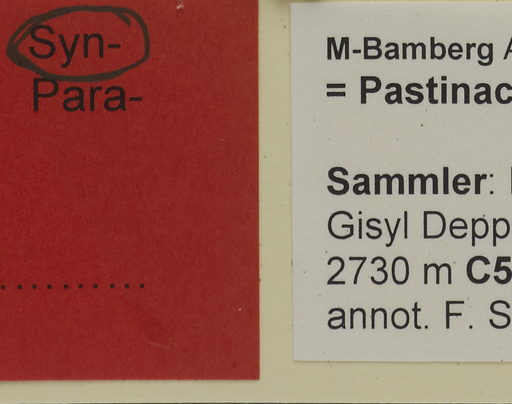 Syn-
Para-
M-Bamberg
= Pastinac
Sammler:
Gisyl Depp
2730 m C5
annot. F. S